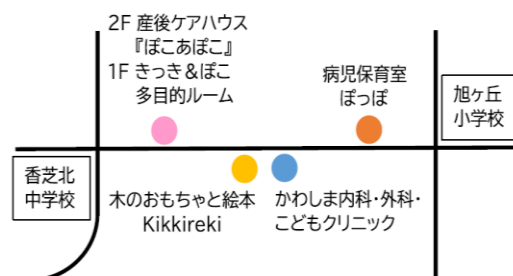 2F 産後ケアハウス
『ぽこあぽこ』
1F きっき＆ぽこ
多目的ルーム
病児保育室
ぽっぽ
旭ヶ丘
小学校
香芝北
中学校
木のおもちゃと絵本
Kikkireki
かわしま内科・外科・
こどもクリニック